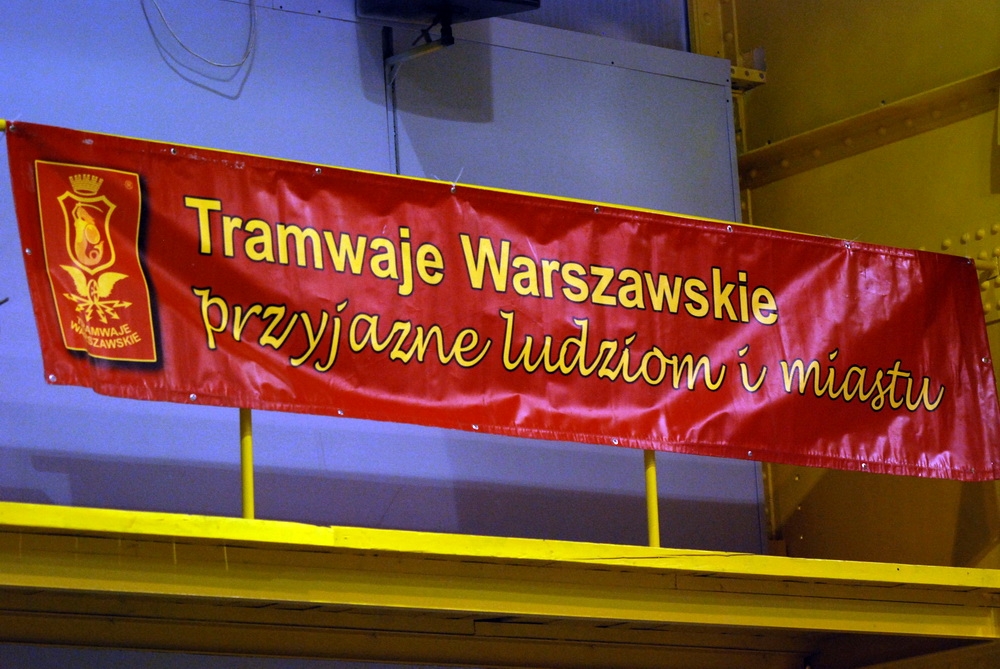 Tramwaje Warszawskie
przyjazne ludziom i miastu
®
TRAMWAJE
WARSZAWSKIE